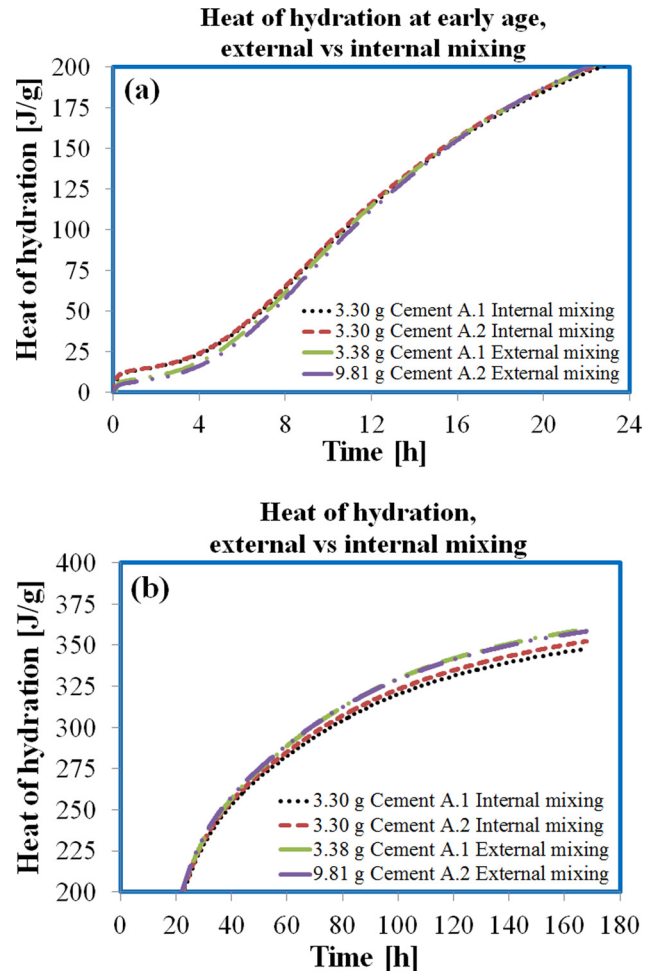 Heat of hydration at early age,
external vs internal mixing
Heat of hydration [J/g]
200
175
150
125
100
75
50
25
0
(a)
3.30 g Cement A.1 Internal mixing
3.30 g Cement A.2 Internal mixing
3.38 g Cement A.1 External mixing
9.81 g Cement A.2 External mixing
0 4 8 12 16 20 24
Time [h]
Heat of hydration,
external vs internal mixing
Heat of hydration [J/g]
400
375
350
325
300
275
250
225
200
(b)
3.30 g Cement A.1 Internal mixing
3.30 g Cement A.2 Internal mixing
3.38 g Cement A.1 External mixing
9.81 g Cement A.2 External mixing
0 20 40 60 80 100 120 140 160 180
Time [h]